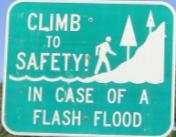 CLIMB
TO
SAFETY!
IN CASE OF A
FLASH FLOOD